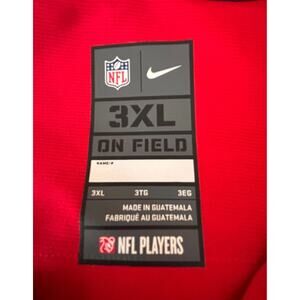 NFL
3XL
ON FIELD
NAME/#
3XL 3TG 3EG
MADE IN GUATEMALA
FABRIQUÉ AU GUATEMALA
NFL PLAYERS